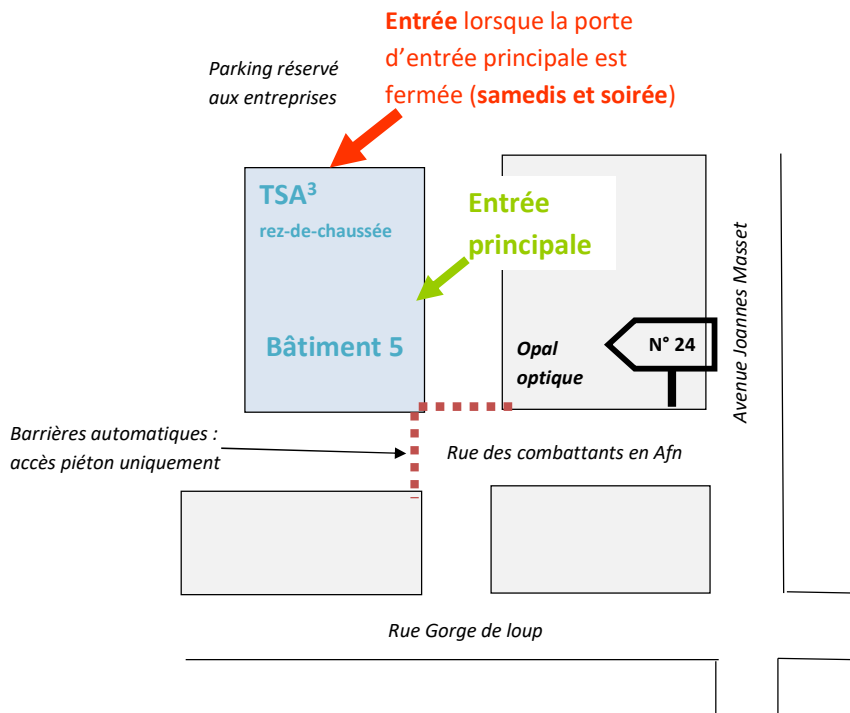 Entrée lorsque la porte
d’entrée principale est
fermée (samedis et soirée)
Parking réservé
aux entreprises
TSA³
rez-de-chaussée
Entrée
principale
Bâtiment 5
Opal
optique
N° 24
Avenue Joannes Masset
Barrières automatiques :
accès piéton uniquement
Rue des combattants en Afn
Rue Gorge de loup